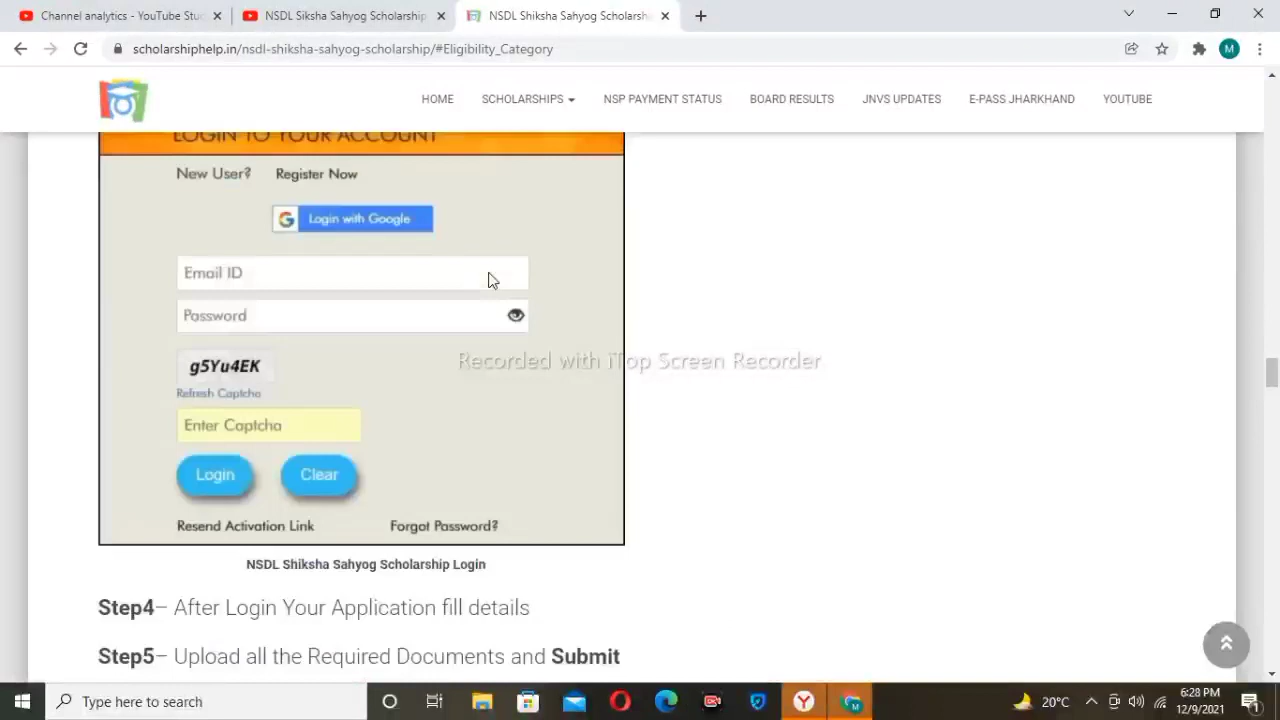 Channel analytics - YouTube Stu
NSDL Siksha Sahyog Scholarship
NSDL Shiksha Sahyog Scholarsh
scholarshiphelp.in/nsdl-shiksha-sahyog-scholarship/#Eligibility_Category
M
HOME
SCHOLARSHIPS
NSP PAYMENT STATUS
BOARD RESULTS
JNVS UPDATES
E-PASS JHARKHAND
YOUTUBE
LOGIN TO YOUR ACCOUNT
New User? Register Now
G Login with Google
Email ID
Password
Recorded with iTop Screen Recorder
g5Yu4EK
Refresh Captcha
Enter Captcha
Login Clear
Resend Activation Link Forgot Password?
NSDL Shiksha Sahyog Scholarship Login
Step4– After Login Your Application fill details
Step5– Upload all the Required Documents and Submit
Type here to search
20°C
6:28 PM
12/9/2021